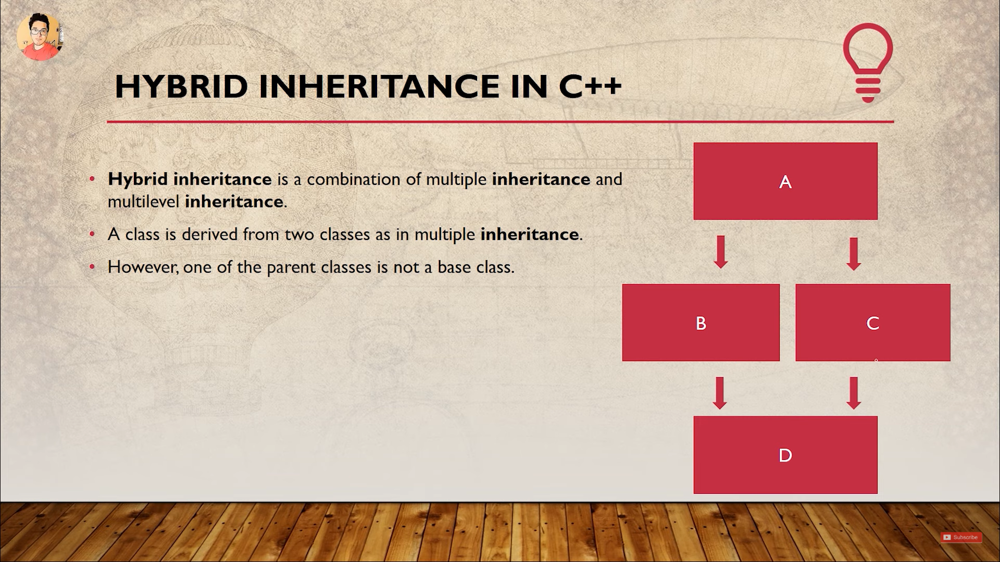 HYBRID INHERITANCE IN C++
• Hybrid inheritance is a combination of multiple inheritance and
multilevel inheritance.
• A class is derived from two classes as in multiple inheritance.
• However, one of the parent classes is not a base class.
A
B
C
D
Subscribe